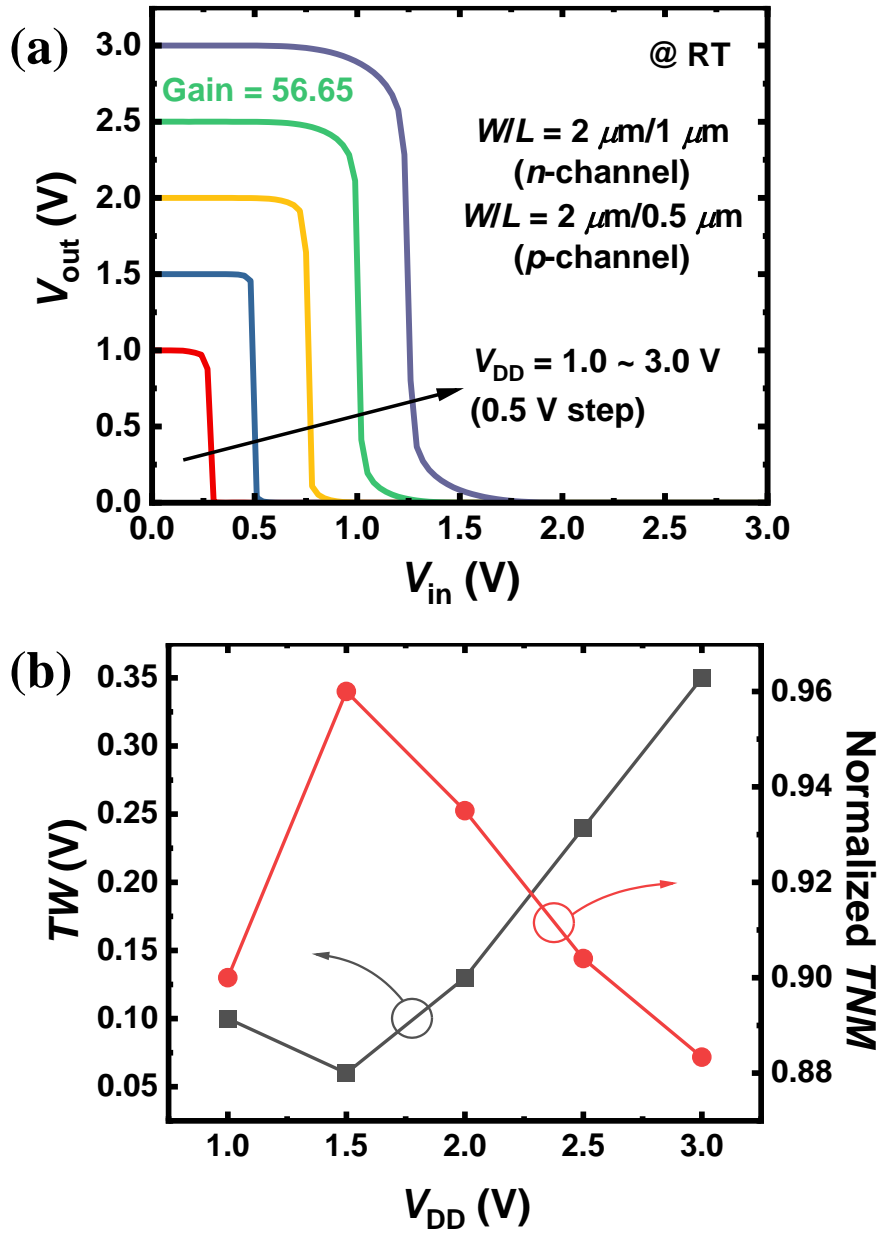 (a)
@ RT
Gain = 56.65
W/L = 2 μm/1 μm
(n-channel)
W/L = 2 μm/0.5 μm
(p-channel)
V_DD = 1.0 ~ 3.0 V
(0.5 V step)
V_out (V)
3.0
2.5
2.0
1.5
1.0
0.5
0.0
0.0 0.5 1.0 1.5 2.0 2.5 3.0
V_in (V)
(b)
TW (V)
0.35
0.30
0.25
0.20
0.15
0.10
0.05
0.96
0.94
0.92
0.90
0.88
Normalized TNM
1.0 1.5 2.0 2.5 3.0
V_DD (V)